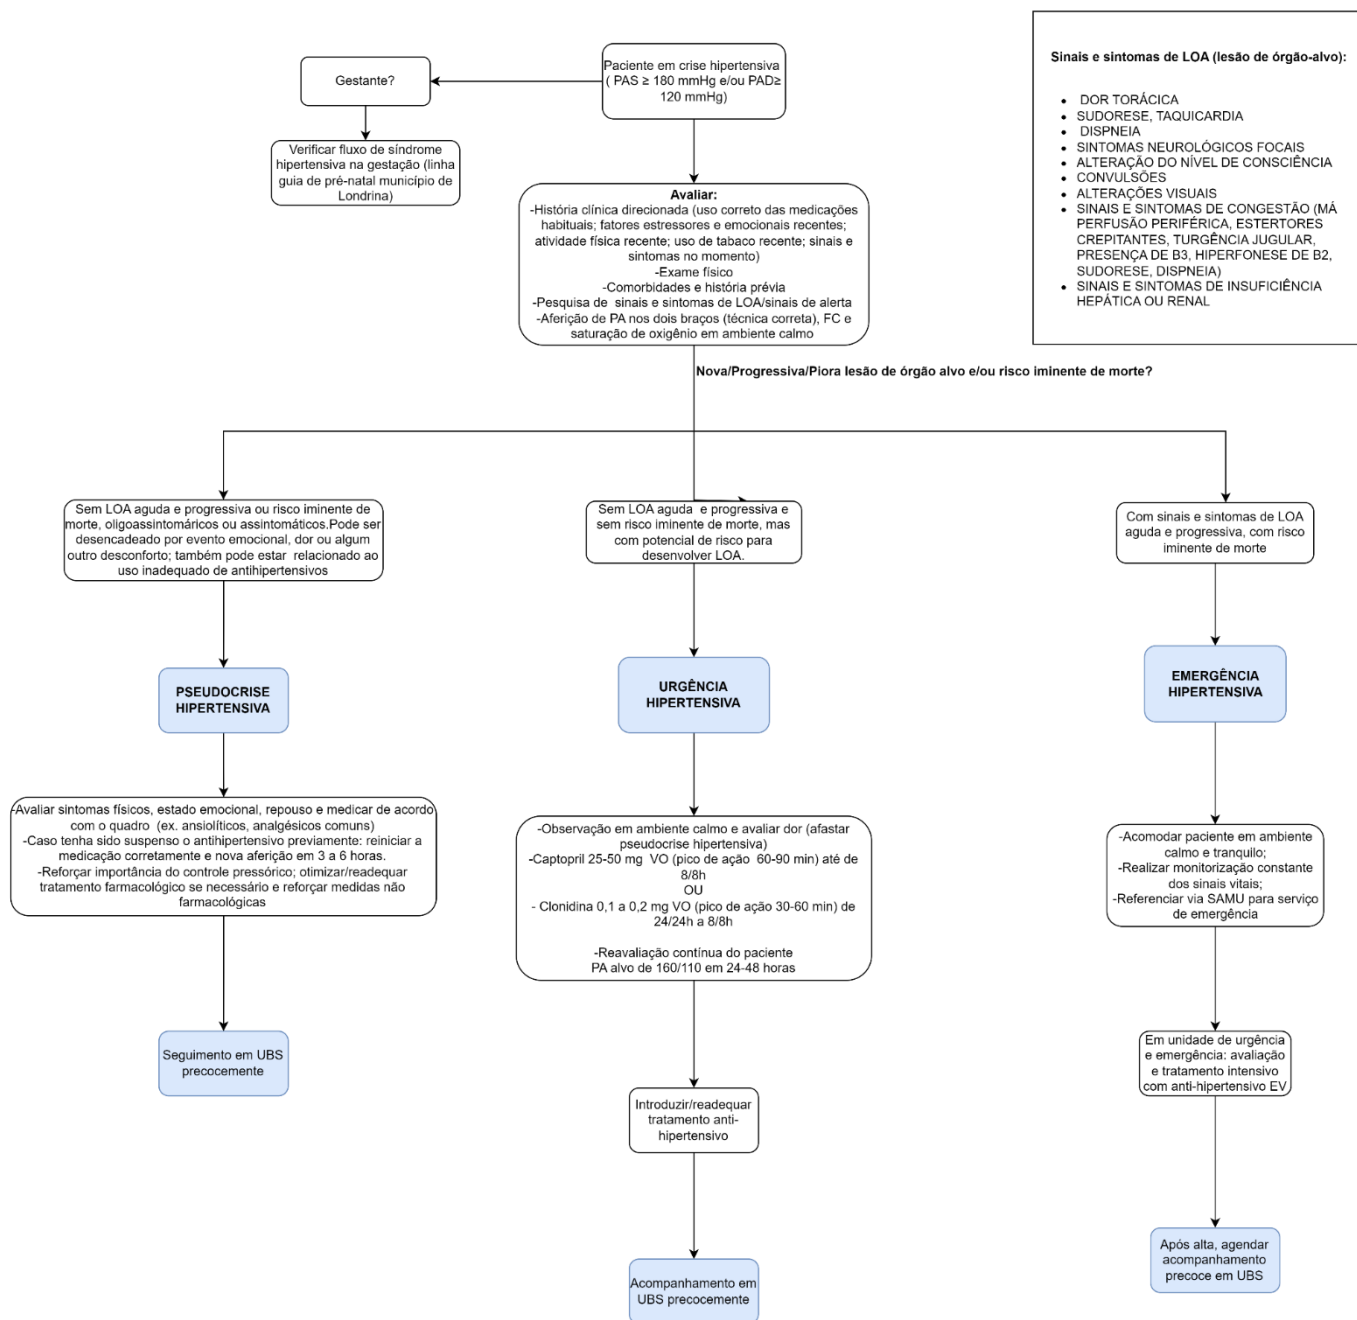 Gestante?
Paciente em crise hipertensiva
( PAS ≥ 180 mmHg e/ou PAD≥
120 mmHg)
Verificar fluxo de síndrome
hipertensiva na gestação (linha
guia de pré-natal município de
Londrina)
Sinais e sintomas de LOA (lesão de órgão-alvo):
• DOR TORÁCICA
• SUDORESE, TAQUICARDIA
• DISPNEIA
• SINTOMAS NEUROLÓGICOS FOCAIS
• ALTERAÇÃO DO NÍVEL DE CONSCIÊNCIA
• CONVULSÕES
• ALTERAÇÕES VISUAIS
• SINAIS E SINTOMAS DE CONGESTÃO (MÁ
PERFUSÃO PERIFÉRICA, ESTERTORES
CREPITANTES, TURGÊNCIA JUGULAR,
PRESENÇA DE B3, HIPERFONESE DE B2,
SUDORESE, DISPNEIA)
• SINAIS E SINTOMAS DE INSUFICIÊNCIA
HEPÁTICA OU RENAL
Avaliar:
-História clínica direcionada (uso correto das medicações
habituais; fatores estressores e emocionais recentes;
atividade física recente; uso de tabaco recente; sinais e
sintomas no momento)
-Exame físico
-Comorbidades e história prévia
-Pesquisa de sinais e sintomas de LOA/sinais de alerta
-Aferição de PA nos dois braços (técnica correta), FC e
saturação de oxigênio em ambiente calmo
Nova/Progressiva/Piora lesão de órgão alvo e/ou risco iminente de morte?
Sem LOA aguda e progressiva ou risco iminente de
morte, oligoassintomáricos ou assintomáticos.Pode ser
desencadeado por evento emocional, dor ou algum
outro desconforto; também pode estar relacionado ao
uso inadequado de antihipertensivos
Sem LOA aguda e progressiva e
sem risco iminente de morte, mas
com potencial de risco para
desenvolver LOA.
Com sinais e sintomas de LOA
aguda e progressiva, com risco
iminente de morte
PSEUDOCRISE
HIPERTENSIVA
URGÊNCIA
HIPERTENSIVA
EMERGÊNCIA
HIPERTENSIVA
-Avaliar sintomas físicos, estado emocional, repouso e medicar de acordo
com o quadro (ex. ansiolíticos, analgésicos comuns)
-Caso tenha sido suspenso o antihipertensivo previamente: reiniciar a
medicação corretamente e nova aferição em 3 a 6 horas.
-Reforçar importância do controle pressórico; otimizar/readequar
tratamento farmacológico se necessário e reforçar medidas não
farmacológicas
-Observação em ambiente calmo e avaliar dor (afastar
pseudocrise hipertensiva)
-Captopril 25-50 mg VO (pico de ação 60-90 min) até de
8/8h
OU
- Clonidina 0,1 a 0,2 mg VO (pico de ação 30-60 min) de
24/24h a 8/8h
-Reavaliação contínua do paciente
PA alvo de 160/110 em 24-48 horas
-Acomodar paciente em ambiente
calmo e tranquilo;
-Realizar monitorização constante
dos sinais vitais;
-Referenciar via SAMU para serviço
de emergência
Seguimento em UBS
precocemente
Introduzir/readequar
tratamento anti-
hipertensivo
Em unidade de urgência
e emergência: avaliação
e tratamento intensivo
com anti-hipertensivo EV
Acompanhamento em
UBS precocemente
Após alta, agendar
acompanhamento
precoce em UBS